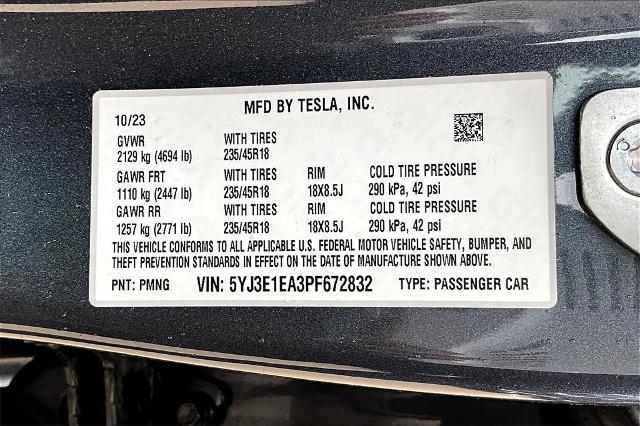 MFD BY TESLA, INC.
10/23
GVWR WITH TIRES
2129 kg (4694 lb) 235/45R18
GAWR FRT WITH TIRES RIM COLD TIRE PRESSURE
1110 kg (2447 lb) 235/45R18 18X8.5J 290 kPa, 42 psi
GAWR RR WITH TIRES RIM COLD TIRE PRESSURE
1257 kg (2771 lb) 235/45R18 18X8.5J 290 kPa, 42 psi
THIS VEHICLE CONFORMS TO ALL APPLICABLE U.S. FEDERAL MOTOR VEHICLE SAFETY, BUMPER, AND
THEFT PREVENTION STANDARDS IN EFFECT ON THE DATE OF MANUFACTURE SHOWN ABOVE.
PNT: PMNG VIN: 5YJ3E1EA3PF672832 TYPE: PASSENGER CAR